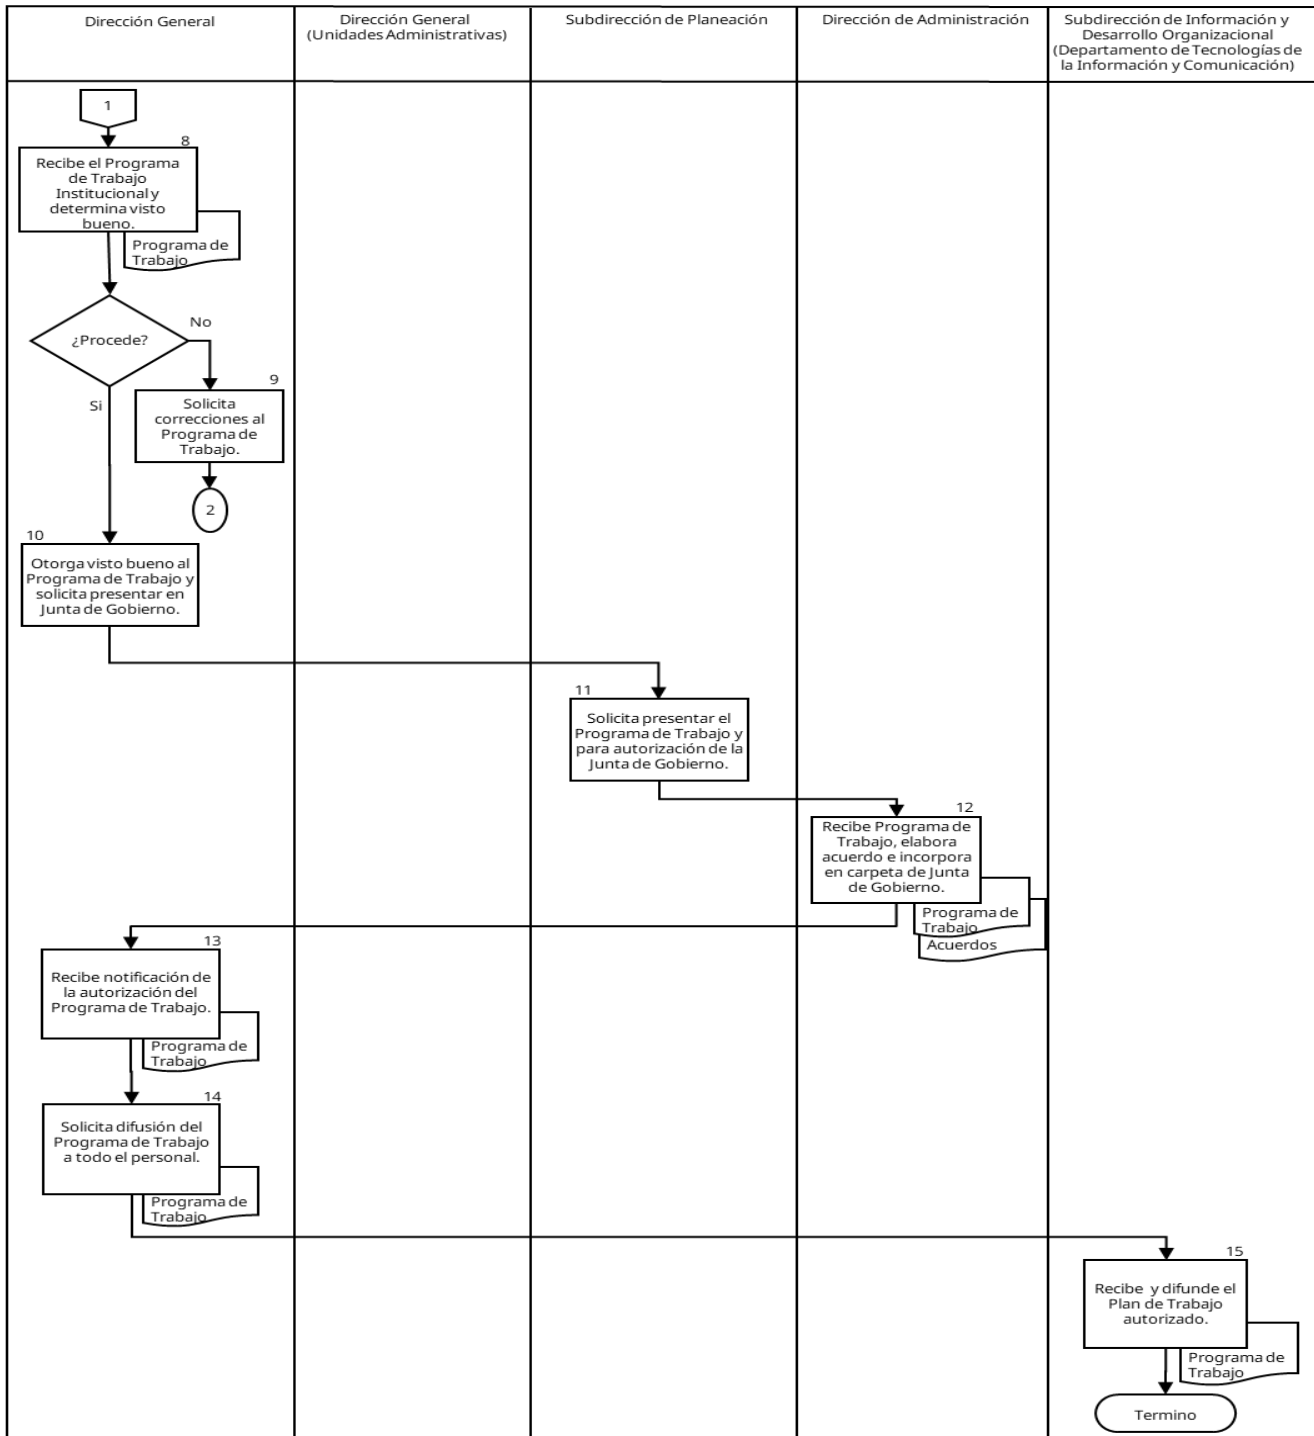 Dirección General
Dirección General
(Unidades Administrativas)
Subdirección de Planeación
Dirección de Administración
Subdirección de Información y
Desarrollo Organizacional
(Departamento de Tecnologías de
la Información y Comunicación)
1
8
Recibe el Programa
de Trabajo
Institucional y
determina visto
bueno.
Programa de
Trabajo
¿Procede?
No
Si
9
Solicita
correcciones al
Programa de
Trabajo.
2
10
Otorga visto bueno al
Programa de Trabajo y
solicita presentar en
Junta de Gobierno.
11
Solicita presentar el
Programa de Trabajo y
para autorización de la
Junta de Gobierno.
12
Recibe Programa de
Trabajo, elabora
acuerdo e incorpora
en carpeta de Junta
de Gobierno.
Programa de
Trabajo
Acuerdos
13
Recibe notificación de
la autorización del
Programa de Trabajo.
Programa de
Trabajo
14
Solicita difusión del
Programa de Trabajo
a todo el personal.
Programa de
Trabajo
15
Recibe  y difunde el
Plan de Trabajo
autorizado.
Programa de
Trabajo
Termino